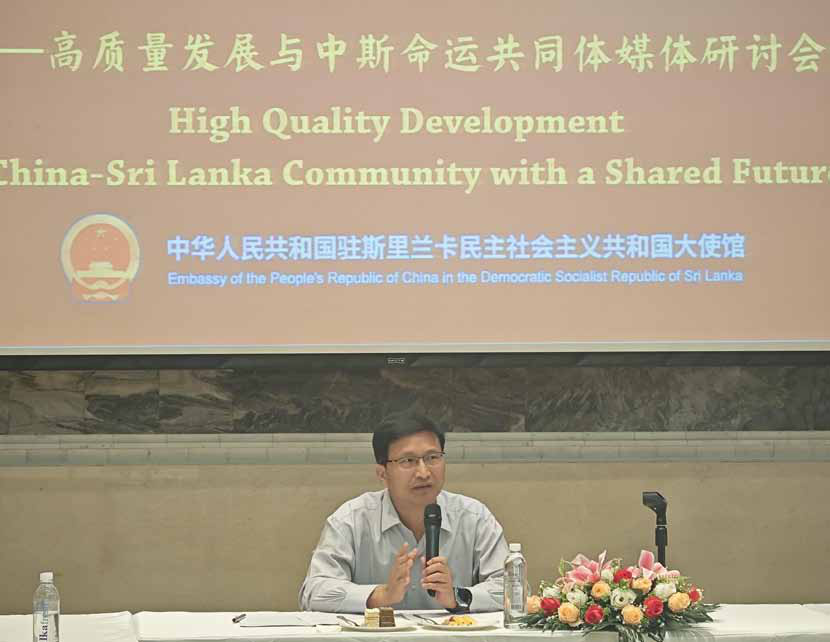 ——高质量发展与中斯命运共同体媒体研讨会
High Quality Development
China-Sri Lanka Community with a Shared Future
中华人民共和国驻斯里兰卡民主社会主义共和国大使馆
Embassy of the People's Republic of China in the Democratic Socialist Republic of Sri Lanka